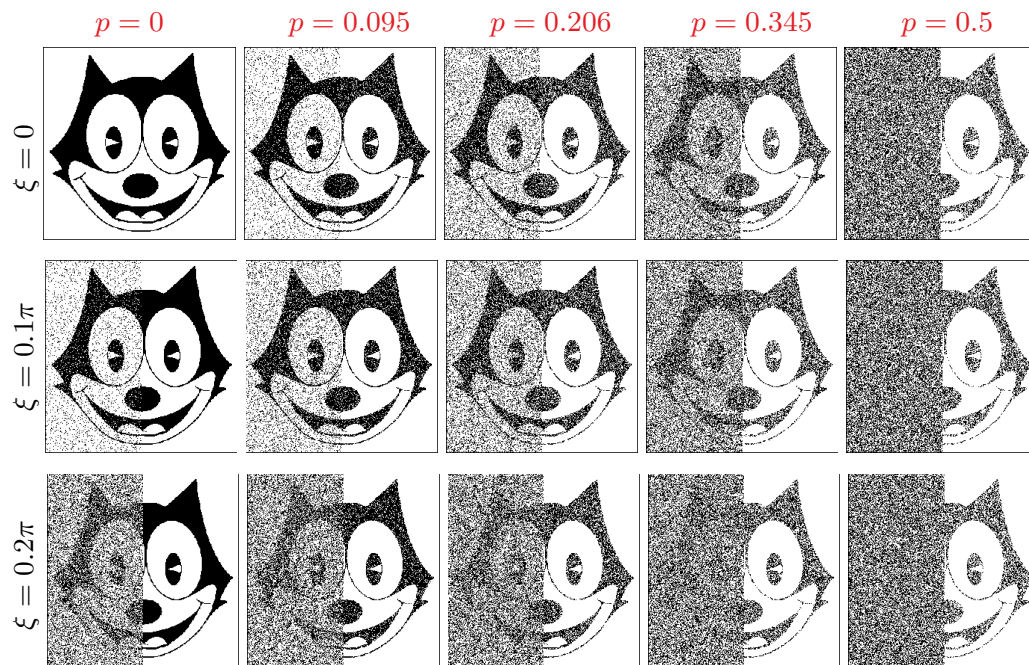 p = 0 p = 0.095 p = 0.206 p = 0.345 p = 0.5
ξ = 0
ξ = 0.1π
ξ = 0.2π